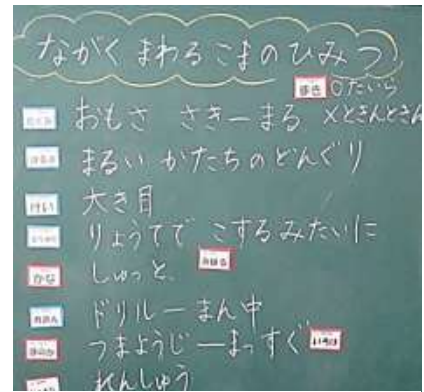 ながくまわるこまのひみつ
○たいら
おもさ さきーまる ×とさんとさん
まるい かたちのどんぐり
けい 大き目
りょうてで こするみたいに
かな しゅっと、
ドリルーまん中
つまようじーまっすぐ
れんしゅう